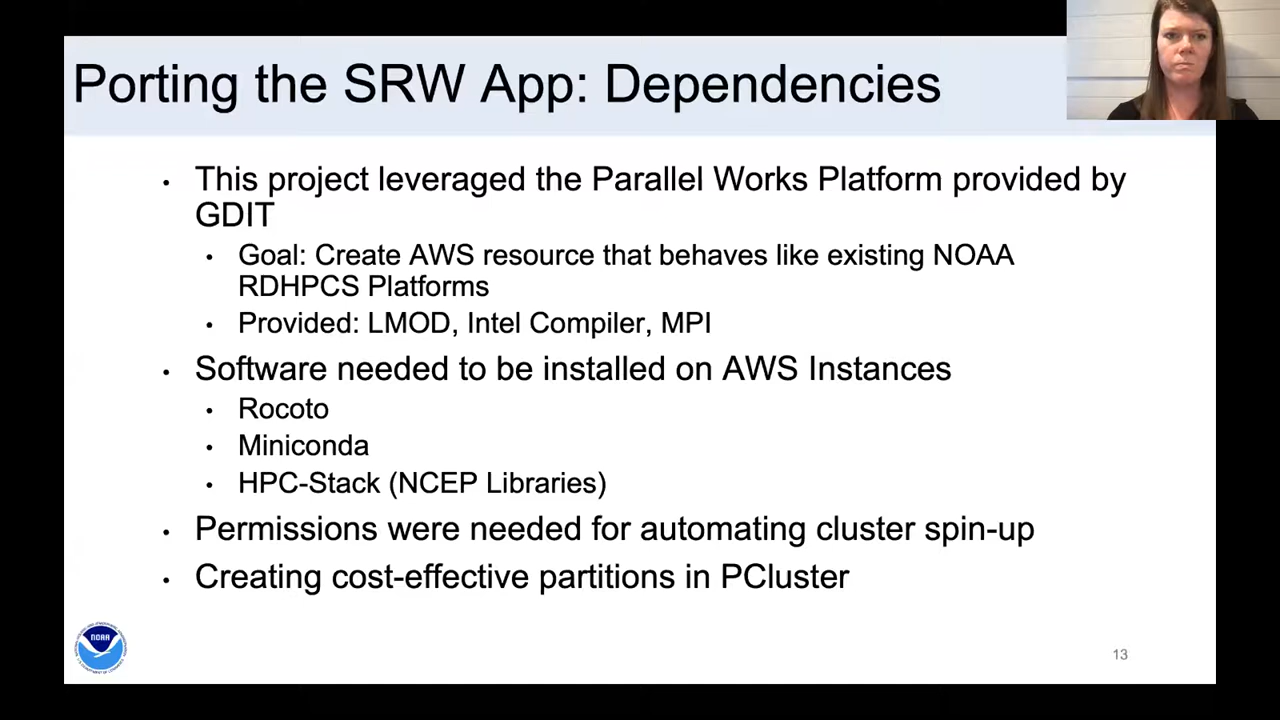 Porting the SRW App: Dependencies
• This project leveraged the Parallel Works Platform provided by
GDIT
• Goal: Create AWS resource that behaves like existing NOAA
RDHPCS Platforms
• Provided: LMOD, Intel Compiler, MPI
• Software needed to be installed on AWS Instances
• Rocoto
• Miniconda
• HPC-Stack (NCEP Libraries)
• Permissions were needed for automating cluster spin-up
• Creating cost-effective partitions in PCluster
NOAA
13